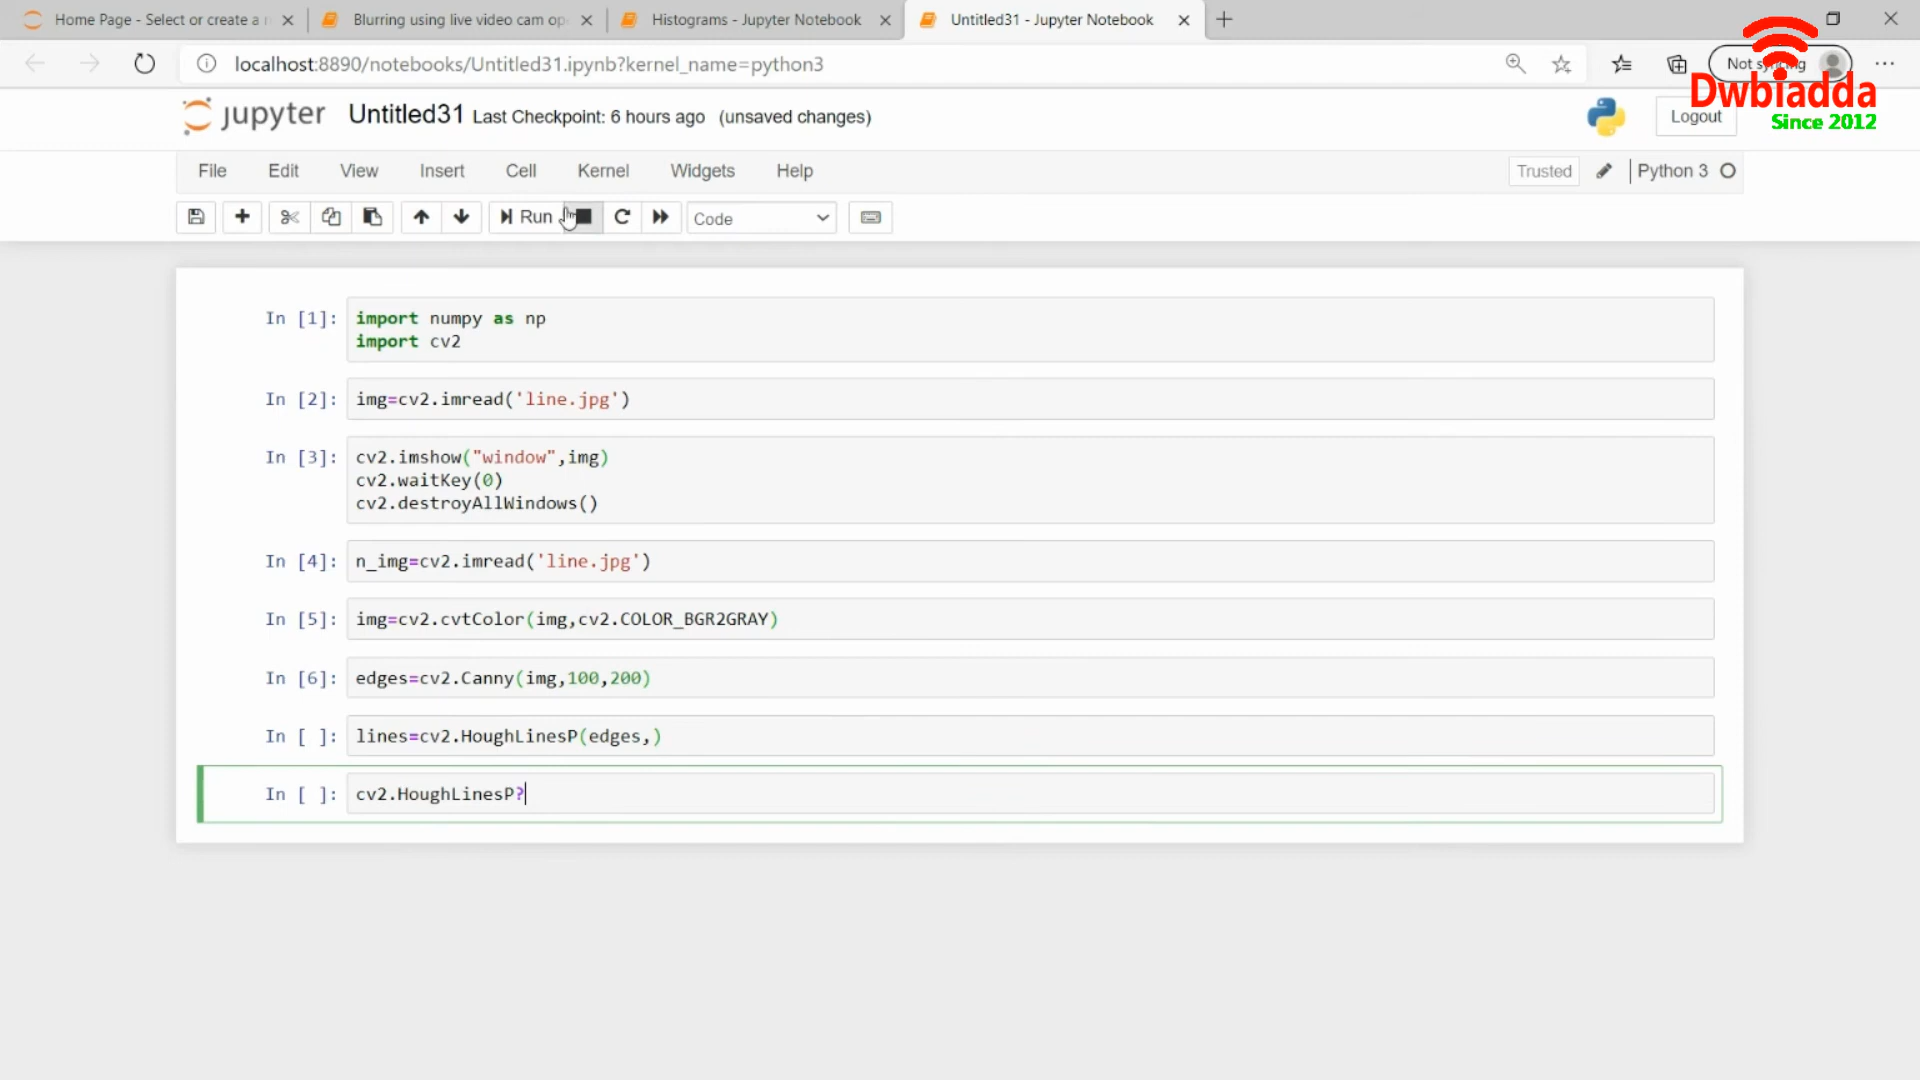 Home Page - Select or create a n
Blurring using live video cam op
Histograms - Jupyter Notebook
Untitled31 - Jupyter Notebook
localhost:8890/notebooks/Untitled31.ipynb?kernel_name=python3
Not syncing
Dwbiadda
Since 2012
jupyter
Untitled31 Last Checkpoint: 6 hours ago (unsaved changes)
Logout
File Edit View Insert Cell Kernel Widgets Help
Trusted
Python 3
Run
Code
In [1]: import numpy as np
import cv2
In [2]: img=cv2.imread('line.jpg')
In [3]: cv2.imshow("window",img)
cv2.waitKey(0)
cv2.destroyAllWindows()
In [4]: n_img=cv2.imread('line.jpg')
In [5]: img=cv2.cvtColor(img,cv2.COLOR_BGR2GRAY)
In [6]: edges=cv2.Canny(img,100,200)
In [ ]: lines=cv2.HoughLinesP(edges,)
In [ ]: cv2.HoughLinesP?